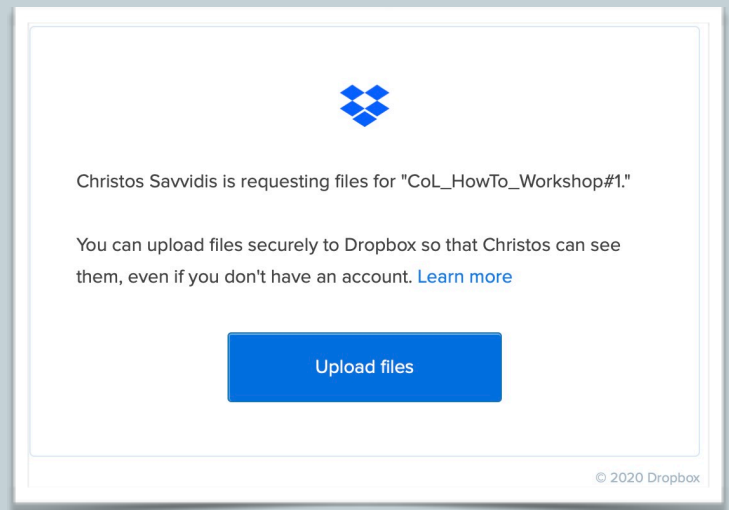 Christos Savvidis is requesting files for "CoL_HowTo_Workshop#1."
You can upload files securely to Dropbox so that Christos can see
them, even if you don't have an account. Learn more
Upload files
© 2020 Dropbox